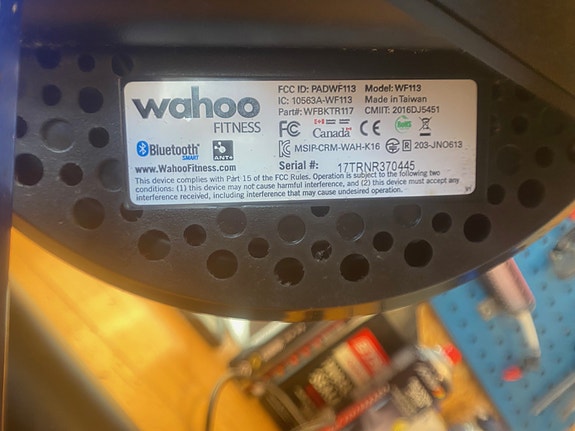 wahoo
FITNESS
FCC ID: PADWF113 Model: WF113
IC: 10563A-WF113 Made in Taiwan
Part#: WFBKTR117 CMIIT: 2016DJ5451
FC Canada CE
Bluetooth SMART ANT+ MSIP-CRM-WAH-K16 R 203-JNO613
www.WahooFitness.com Serial #: 17TRNR370445
This device complies with Part 15 of the FCC Rules. Operation is subject to the following two
conditions: (1) this device may not cause harmful interference, and (2) this device must accept any
interference received, including interference that may cause undesired operation.